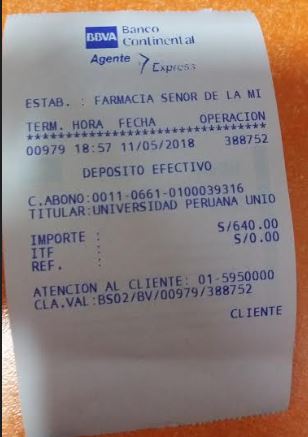 BBVA Banco Continental
Agente Express
ESTAB. : FARMACIA SENOR DE LA MI
TERM. HORA FECHA OPERACION
************************************
00979 18:57 11/05/2018 388752
DEPOSITO EFECTIVO
C.ABONO:0011-0661-0100039316
TITULAR:UNIVERSIDAD PERUANA UNIO
IMPORTE : S/640.00
ITF : S/0.00
REF. :
ATENCION AL CLIENTE: 01-5950000
CLA.VAL:BS02/BV/00979/388752
CLIENTE